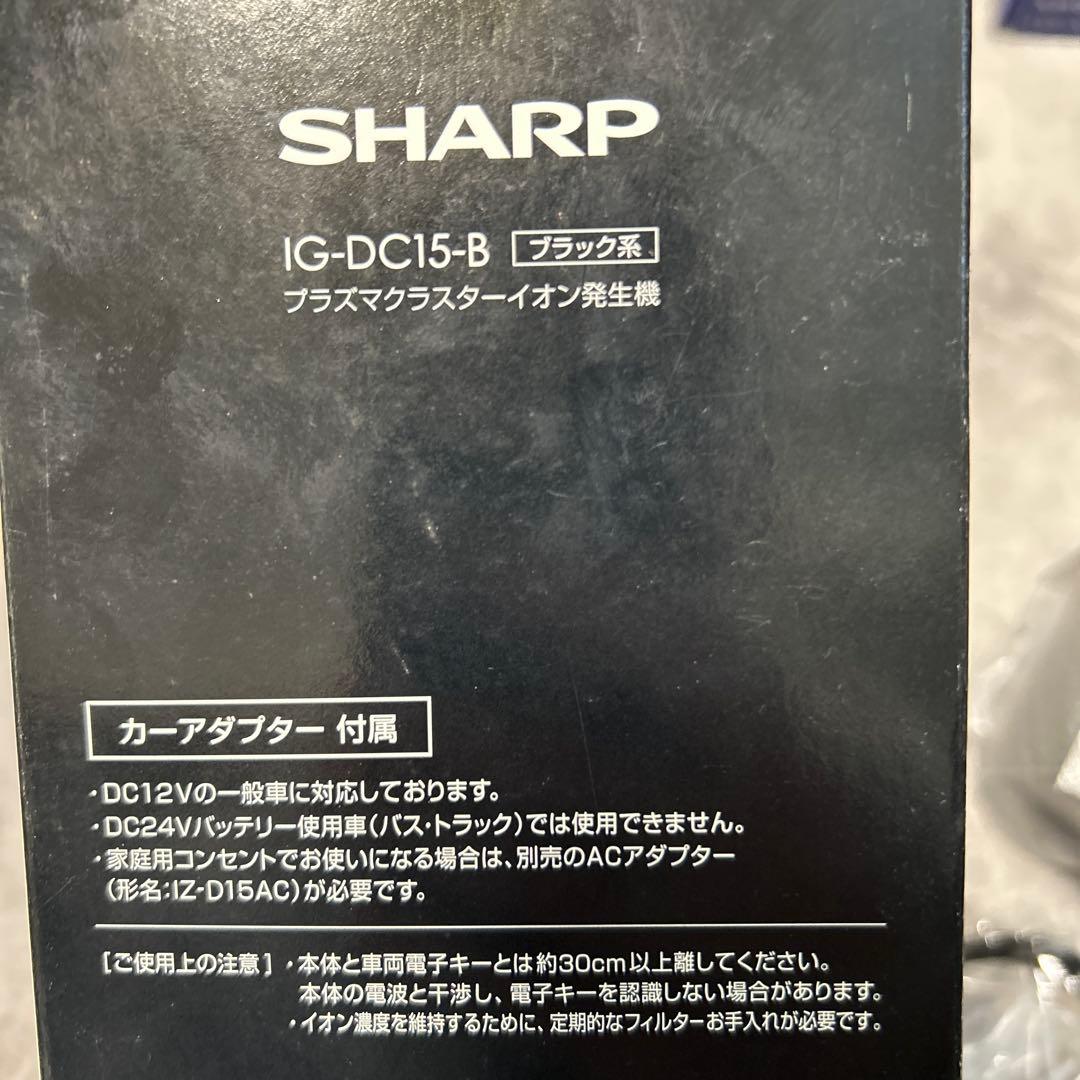 SHARP
IG-DC15-B ブラック系
プラズマクラスターイオン発生機
カーアダプター 付属
・DC12Vの一般車に対応しております。
・DC24Vバッテリー使用車(バス・トラック)では使用できません。
・家庭用コンセントでお使いになる場合は、別売のACアダプター
(形名:IZ-D15AC)が必要です。
[ご使用上の注意]・本体と車両電子キーとは約30cm以上離してください。
本体の電波と干渉し、電子キーを認識しない場合があります。
・イオン濃度を維持するために、定期的なフィルターお手入れが必要です。